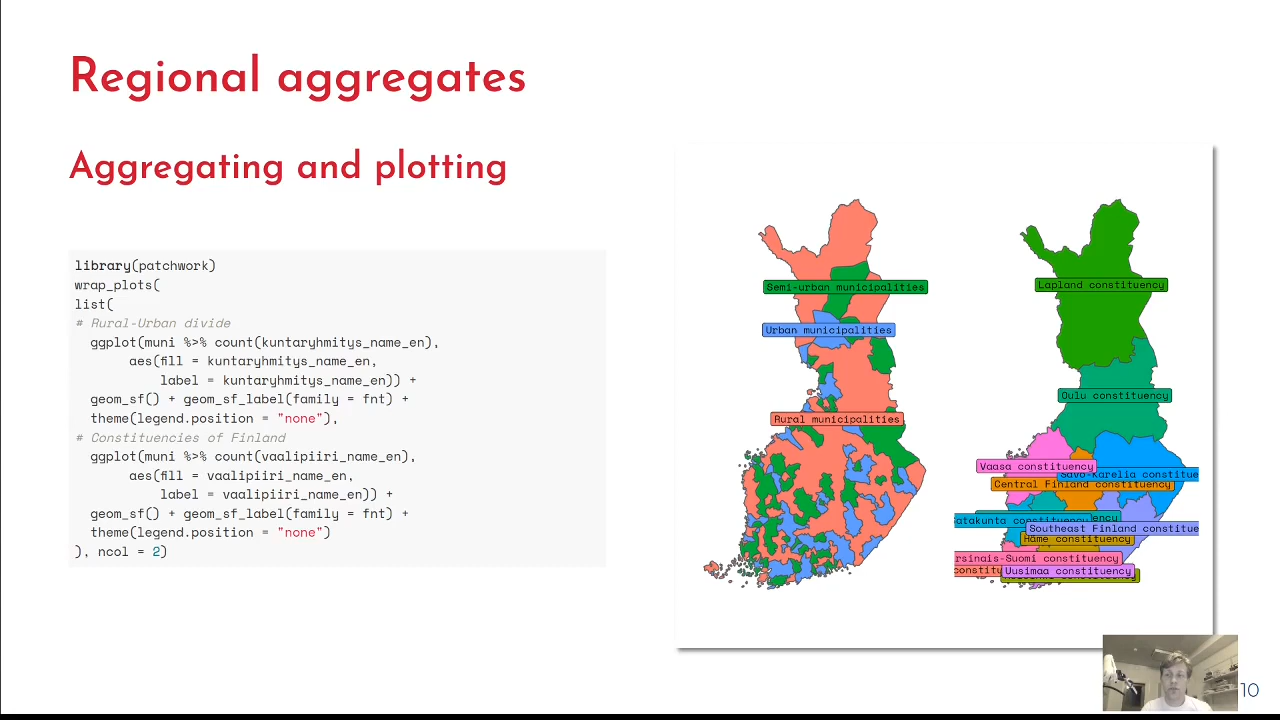 Regional aggregates
Aggregating and plotting
library(patchwork)
wrap_plots(
list(
# Rural-Urban divide
ggplot(muni %>% count(kuntaryhmitys_name_en),
aes(fill = kuntaryhmitys_name_en,
label = kuntaryhmitys_name_en)) +
geom_sf() + geom_sf_label(family = fnt) +
theme(legend.position = "none"),
# Constituencies of Finland
ggplot(muni %>% count(vaalipiiri_name_en),
aes(fill = vaalipiiri_name_en,
label = vaalipiiri_name_en)) +
geom_sf() + geom_sf_label(family = fnt) +
theme(legend.position = "none")
), ncol = 2)
Semi-urban municipalities
Urban municipalities
Rural municipalities
Lapland constituency
Oulu constituency
Vaasa constituency
Savo-Karelia constitue
Central Finland constituency
atakunta constituency
ency
Southeast Finland constitue
Häme constituency
rsinais-Suomi constituency
constitu
Uusimaa constituency
10